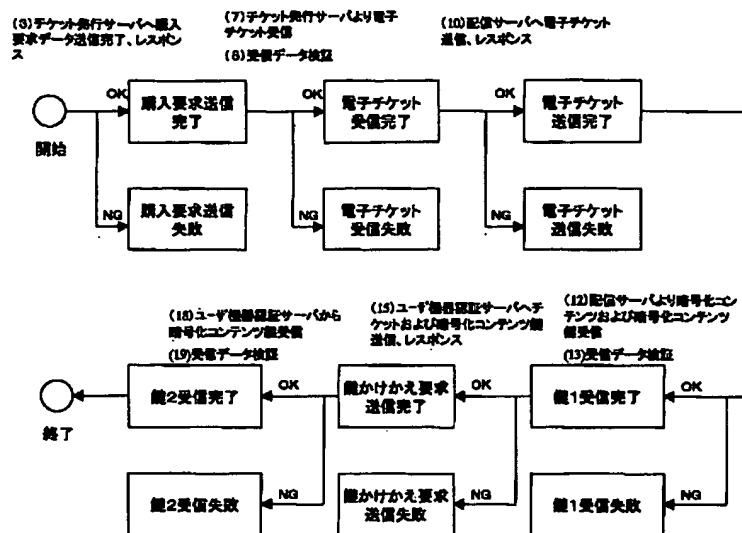 (3)チケット発行サーバへ購入
要求データ送信完了、レスポン
ス
(7)チケット発行サーバより電子
チケット受信
(8)受信データ検証
(10)配信サーバへ電子チケット
送信、レスポンス
OK
購入要求送信
完了
OK
電子チケット
受信完了
OK
電子チケット
送信完了
開始
NG
購入要求送信
失敗
NG
電子チケット
受信失敗
NG
電子チケット
送信失敗
(18)ユーザ機器認証サーバから
暗号化コンテンツ鍵受信
(19)受信データ検証
(15)ユーザ機器認証サーバへチ
ケットおよび暗号化コンテンツ鍵
送信、レスポンス
(12)配信サーバより暗号化コン
テンツおよび暗号化コンテンツ
鍵受信
(13)受信データ検証
終了
鍵2受信完了
OK
鍵かけかえ要求
送信完了
OK
鍵1受信完了
OK
鍵2受信失敗
NG
鍵かけかえ要求
送信失敗
NG
鍵1受信失敗
NG